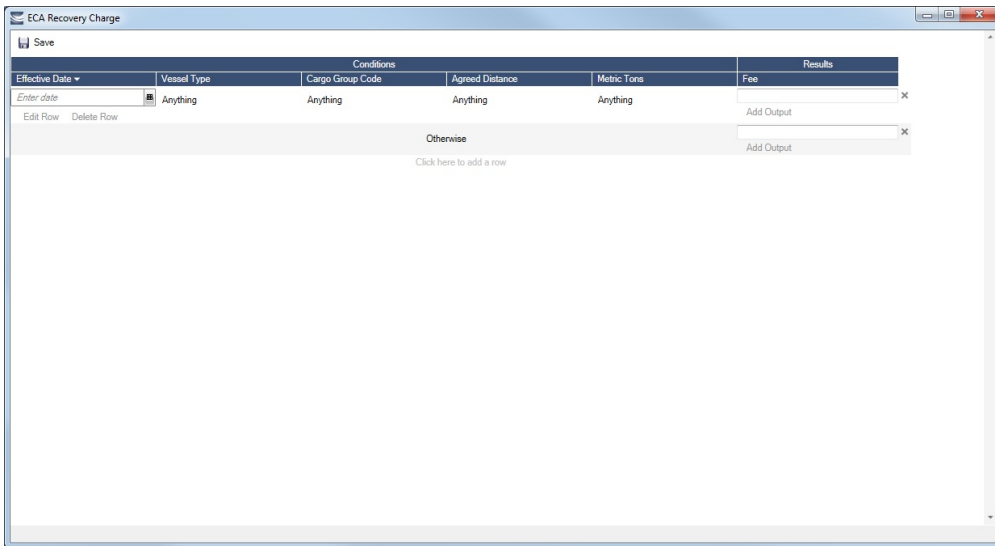 ECA Recovery Charge
Save
Conditions Results
Effective Date Vessel Type Cargo Group Code Agreed Distance Metric Tons Fee
Enter date Anything Anything Anything Anything
Edit Row Delete Row Add Output
Otherwise
Add Output
Click here to add a row